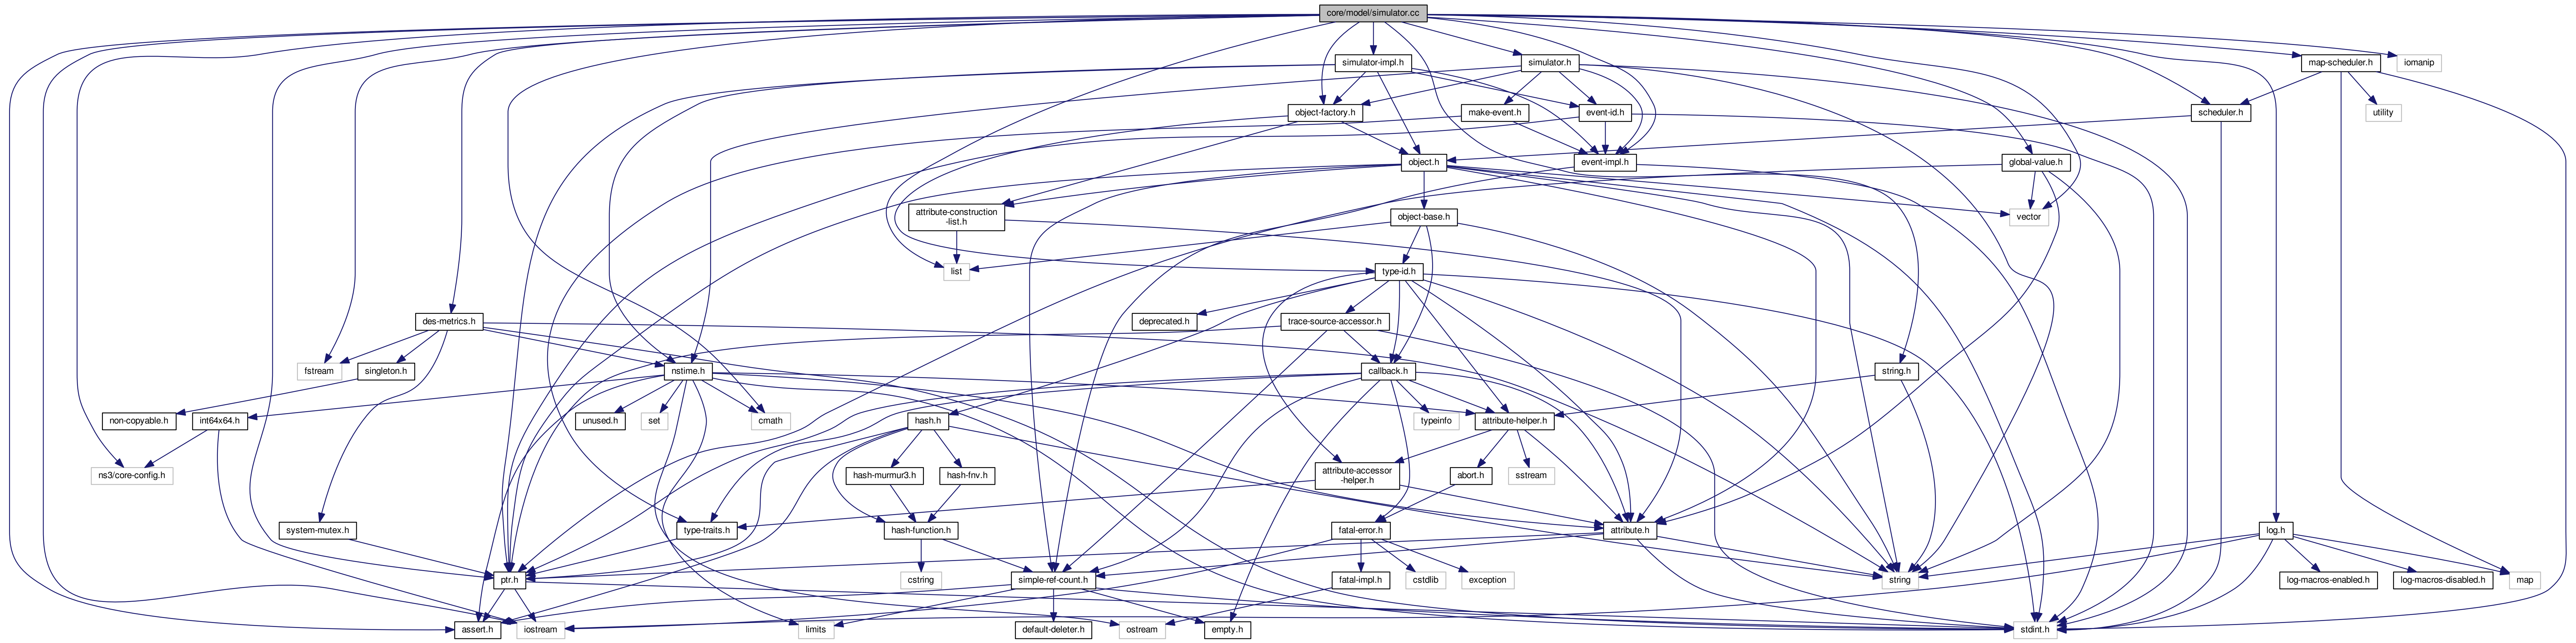 core/model/simulator.cc
simulator-impl.h
simulator.h
map-scheduler.h
iomanip
object-factory.h
make-event.h
event-id.h
scheduler.h
utility
object.h
event-impl.h
global-value.h
attribute-construction
-list.h
object-base.h
vector
list
type-id.h
des-metrics.h
deprecated.h
trace-source-accessor.h
fstream
singleton.h
nstime.h
callback.h
string.h
non-copyable.h
int64x64.h
unused.h
set
cmath
hash.h
typeinfo
attribute-helper.h
ns3/core-config.h
hash-murmur3.h
hash-fnv.h
attribute-accessor
-helper.h
abort.h
sstream
system-mutex.h
type-traits.h
hash-function.h
fatal-error.h
attribute.h
log.h
ptr.h
cstring
simple-ref-count.h
fatal-impl.h
cstdlib
exception
string
log-macros-enabled.h
log-macros-disabled.h
map
assert.h
iostream
limits
default-deleter.h
ostream
empty.h
stdint.h